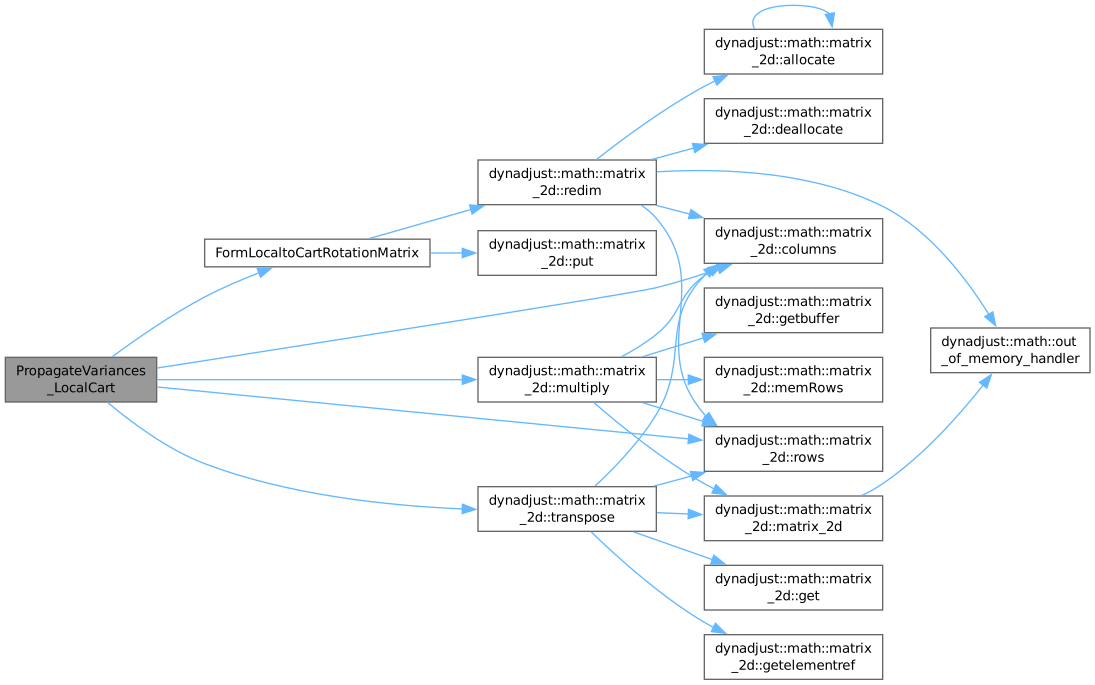 dynadjust::math::matrix
_2d::allocate
dynadjust::math::matrix
_2d::deallocate
dynadjust::math::matrix
_2d::redim
dynadjust::math::matrix
_2d::columns
FormLocaltoCartRotationMatrix
dynadjust::math::matrix
_2d::put
dynadjust::math::matrix
_2d::getbuffer
dynadjust::math::out
_of_memory_handler
PropagateVariances
_LocalCart
dynadjust::math::matrix
_2d::multiply
dynadjust::math::matrix
_2d::memRows
dynadjust::math::matrix
_2d::rows
dynadjust::math::matrix
_2d::transpose
dynadjust::math::matrix
_2d::matrix_2d
dynadjust::math::matrix
_2d::get
dynadjust::math::matrix
_2d::getelementref